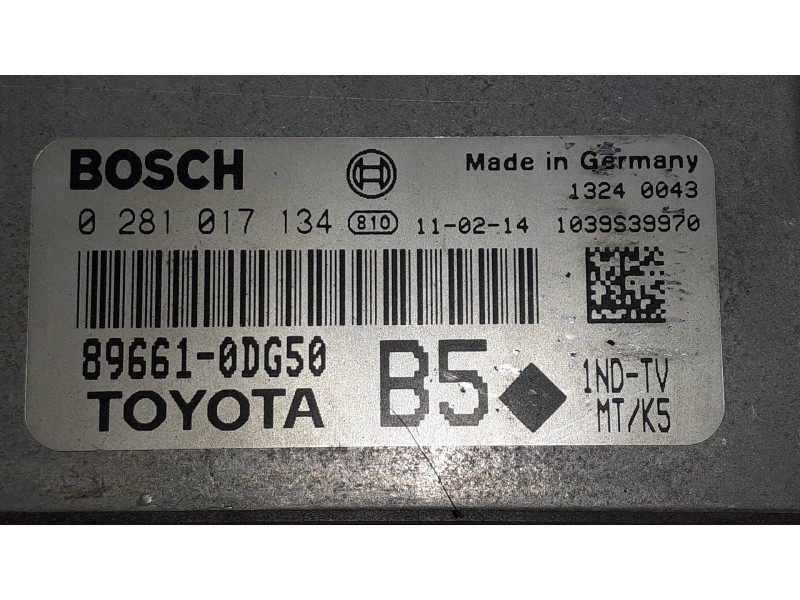 BOSCH
Made in Germany
1324 0043
0 281 017 134 810 11-02-14 1039S39970
89661-0DG50 B5 1ND-TV
TOYOTA MT/K5